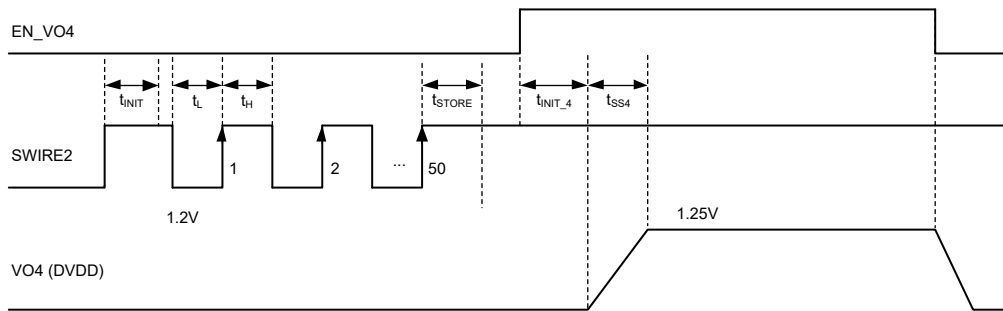 EN_VO4
tINIT tL tH tSTORE tINIT_4 tSS4
SWIRE2
1 2 ... 50
1.2V 1.25V
VO4 (DVDD)